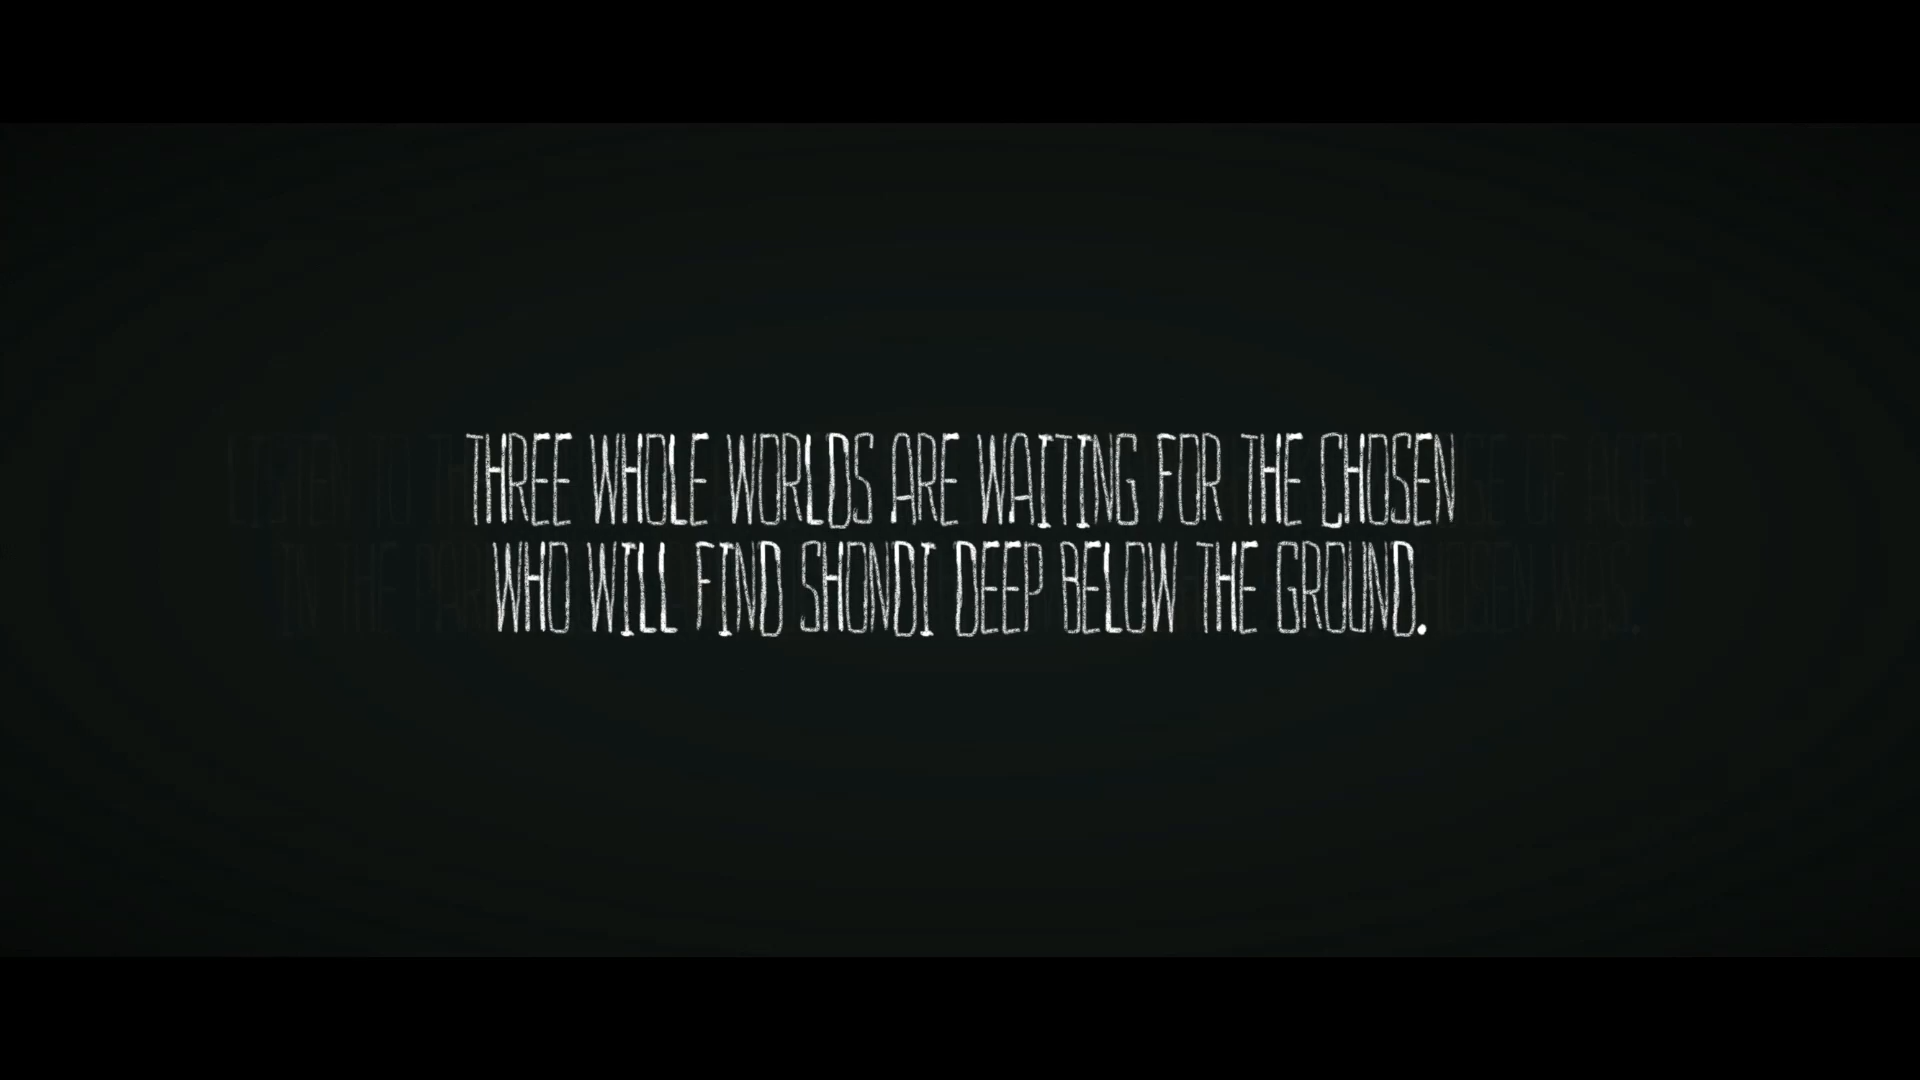 THREE WHOLE WORLDS ARE WAITING FOR THE CHOSEN
WHO WILL FIND SHONDI DEEP BELOW THE GROUND.